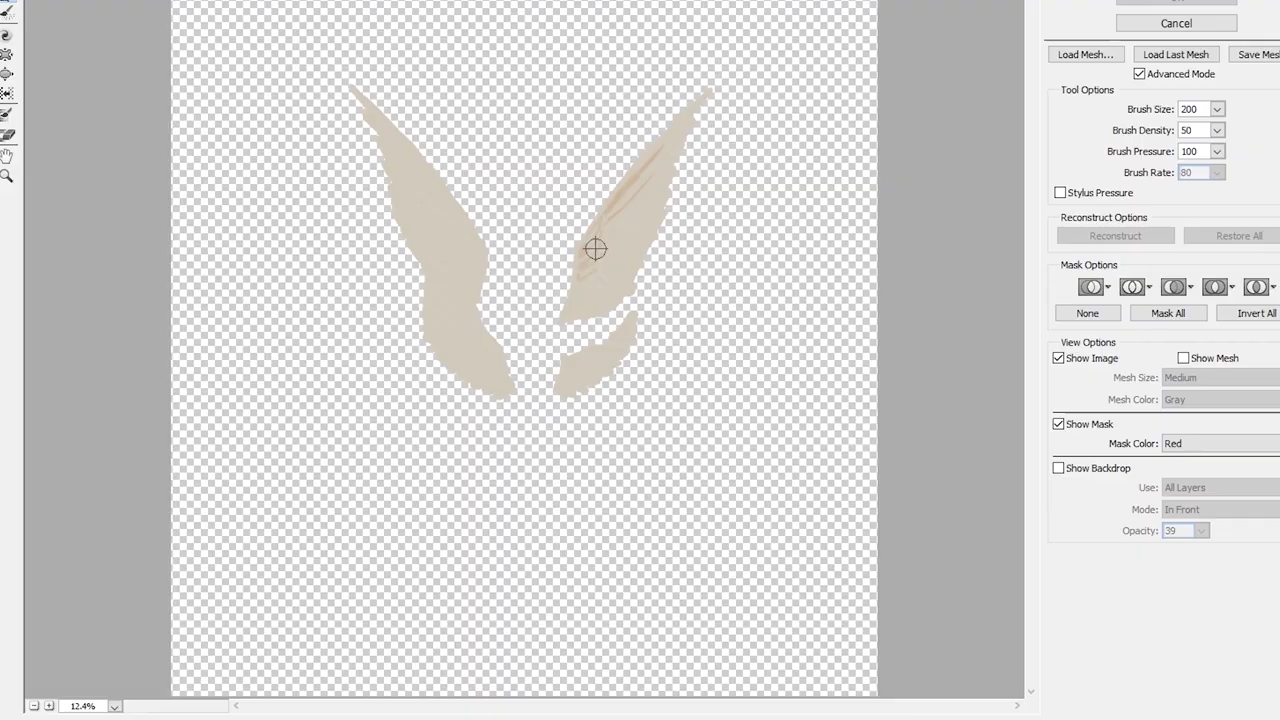 Cancel
Load Mesh... Load Last Mesh Save Mes
Advanced Mode
Tool Options
Brush Size: 200
Brush Density: 50
Brush Pressure: 100
Brush Rate: 80
Stylus Pressure
Reconstruct Options
Reconstruct Restore All
Mask Options
None Mask All Invert All
View Options
Show Image Show Mesh
Mesh Size: Medium
Mesh Color: Gray
Show Mask
Mask Color: Red
Show Backdrop
Use: All Layers
Mode: In Front
Opacity: 39
12.4%